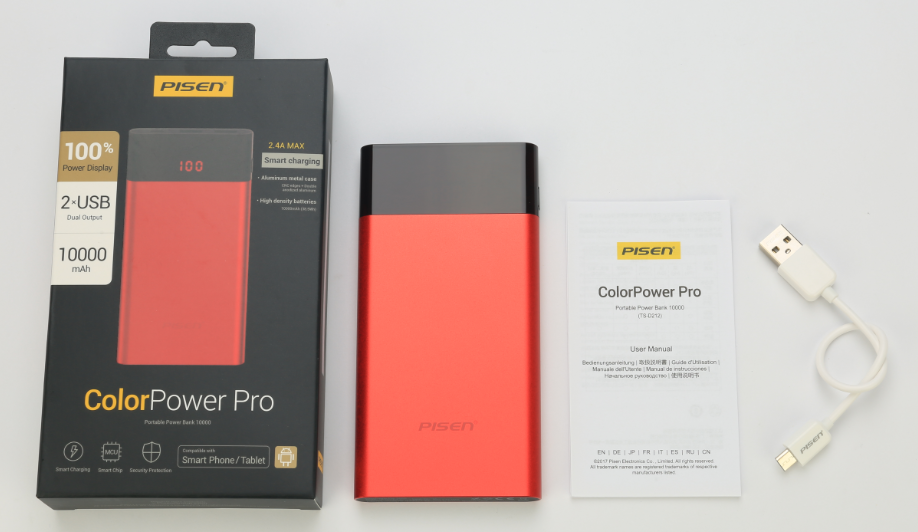 PISEN
100%
Power Display
2×USB
Dual Output
10000
mAh
100
2.4A MAX
Smart charging
- Aluminum metal case
- High density batteries
ColorPower Pro
Portable Power Bank 10000
Smart Charging
MCU
Smart Chip
Security Protection
Compatible with
Smart Phone/Tablet
PISEN
PISEN
ColorPower Pro
Portable Power Bank 10000
(TS-D212)
User Manual
Bedienungsanleitung | 取扱説明書 | Guide d'Utilisation |
Manuale dell'Utente | Manual de instrucciones |
Начальное руководство | 使用说明书
EN | DE | JP | FR | IT | ES | RU | CN
©2017 Pisen Electronics Co., Limited. All rights reserved.
All trademark names are registered trademarks of respective
manufacturers listed.
PISEN